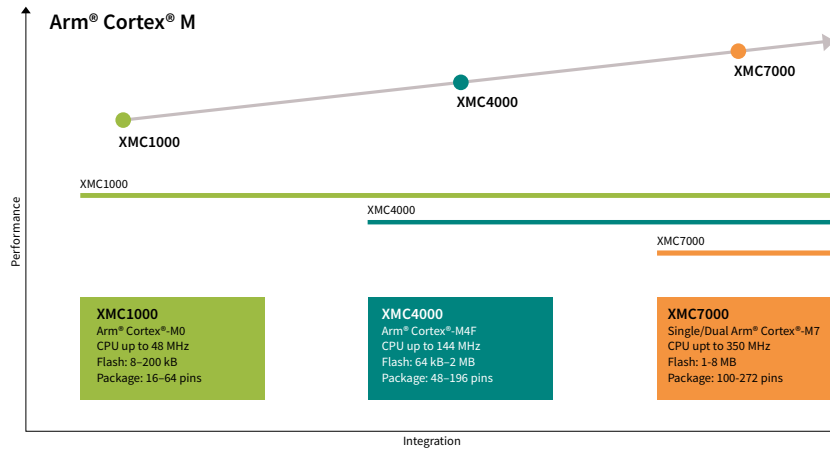 Arm® Cortex® M
XMC7000
XMC4000
XMC1000
XMC1000
XMC4000
XMC7000
Performance
XMC1000
Arm® Cortex®-M0
CPU up to 48 MHz
Flash: 8–200 kB
Package: 16–64 pins
XMC4000
Arm® Cortex®-M4F
CPU up to 144 MHz
Flash: 64 kB–2 MB
Package: 48–196 pins
XMC7000
Single/Dual Arm® Cortex®-M7
CPU upt to 350 MHz
Flash: 1-8 MB
Package: 100-272 pins
Integration